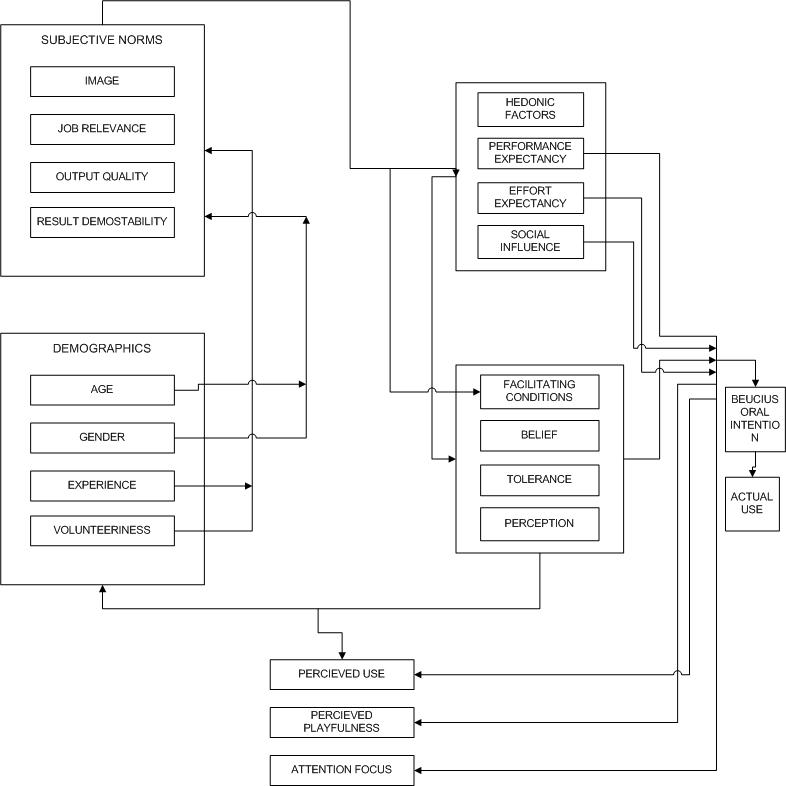 SUBJECTIVE NORMS
IMAGE
JOB RELEVANCE
OUTPUT QUALITY
RESULT DEMOSTABILITY
DEMOGRAPHICS
AGE
GENDER
EXPERIENCE
VOLUNTEERINESS
HEDONIC
FACTORS
PERFORMANCE
EXPECTANCY
EFFORT
EXPECTANCY
SOCIAL
INFLUENCE
FACILITATING
CONDITIONS
BELIEF
TOLERANCE
PERCEPTION
BEUCIUS
ORAL
INTENTIO
N
ACTUAL
USE
PERCIEVED USE
PERCIEVED
PLAYFULNESS
ATTENTION FOCUS